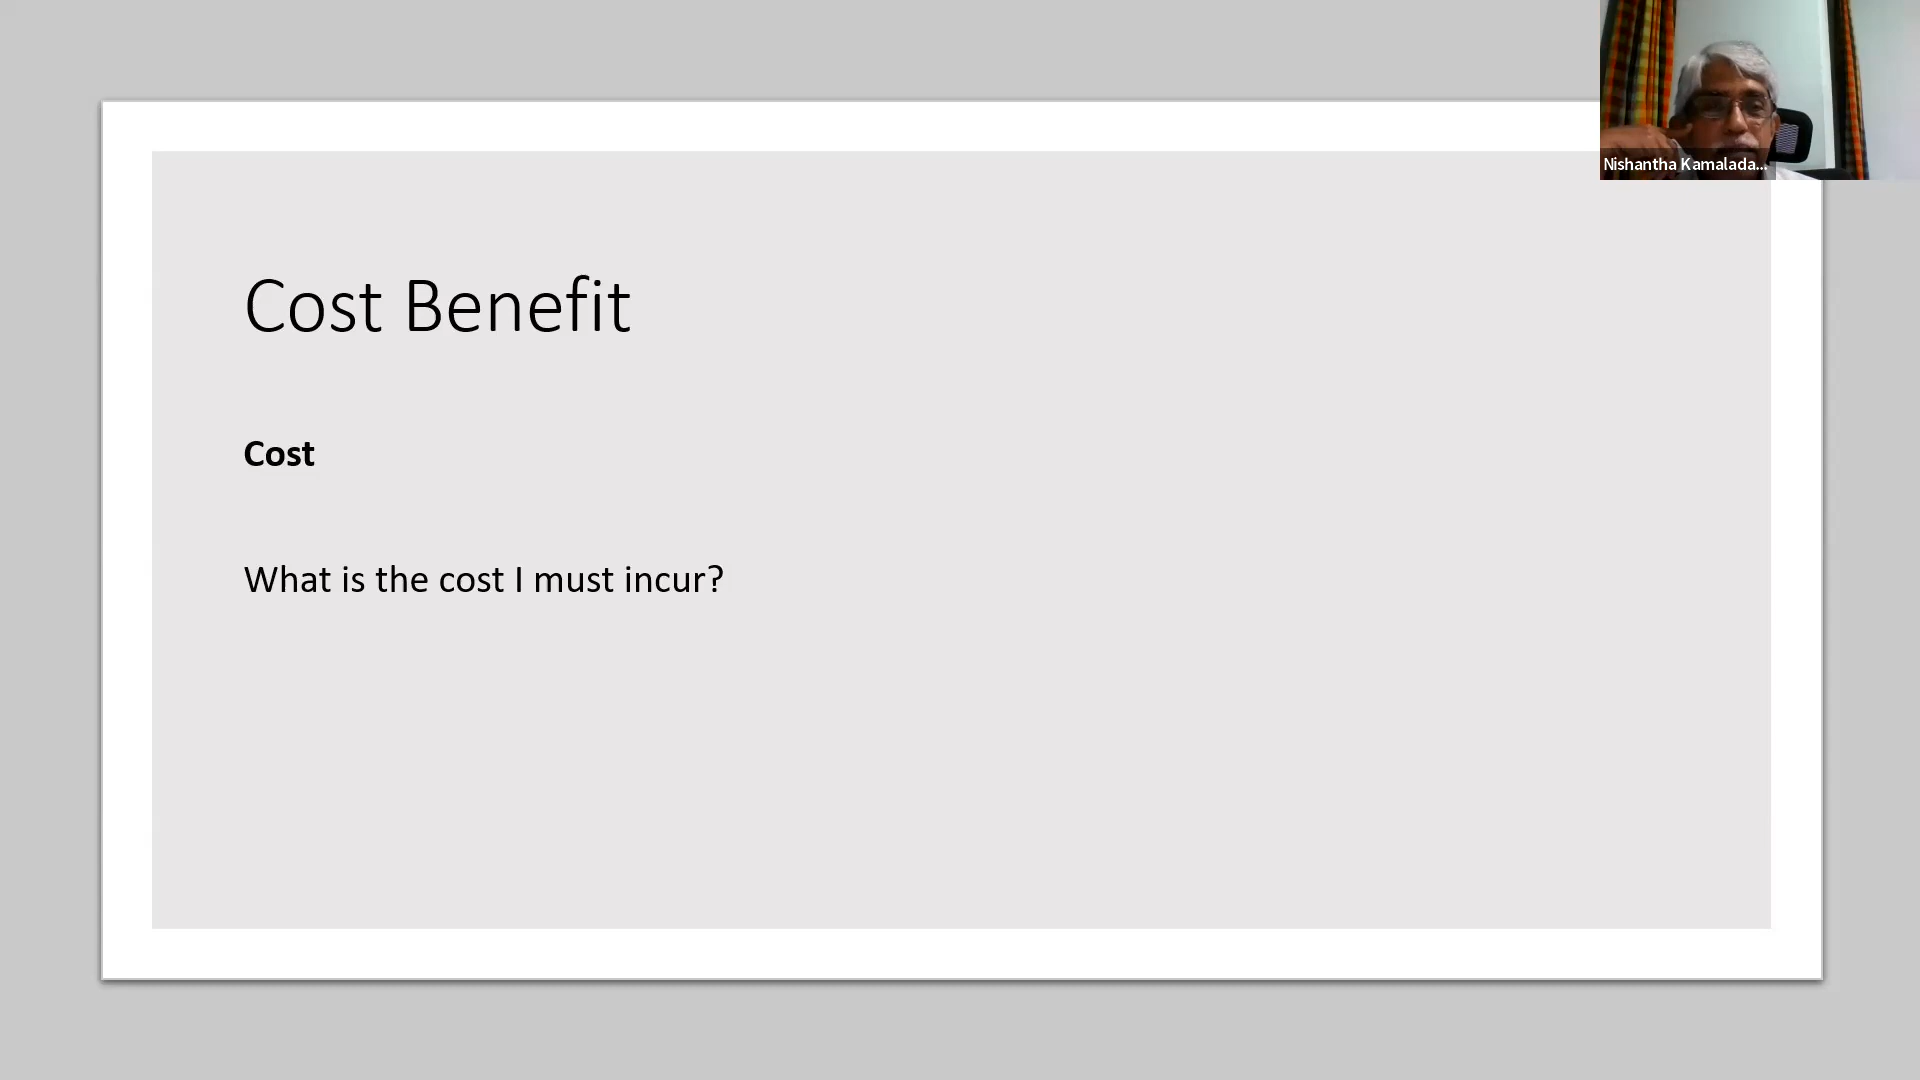 Cost Benefit
Cost
What is the cost I must incur?
Nishantha Kamalada...